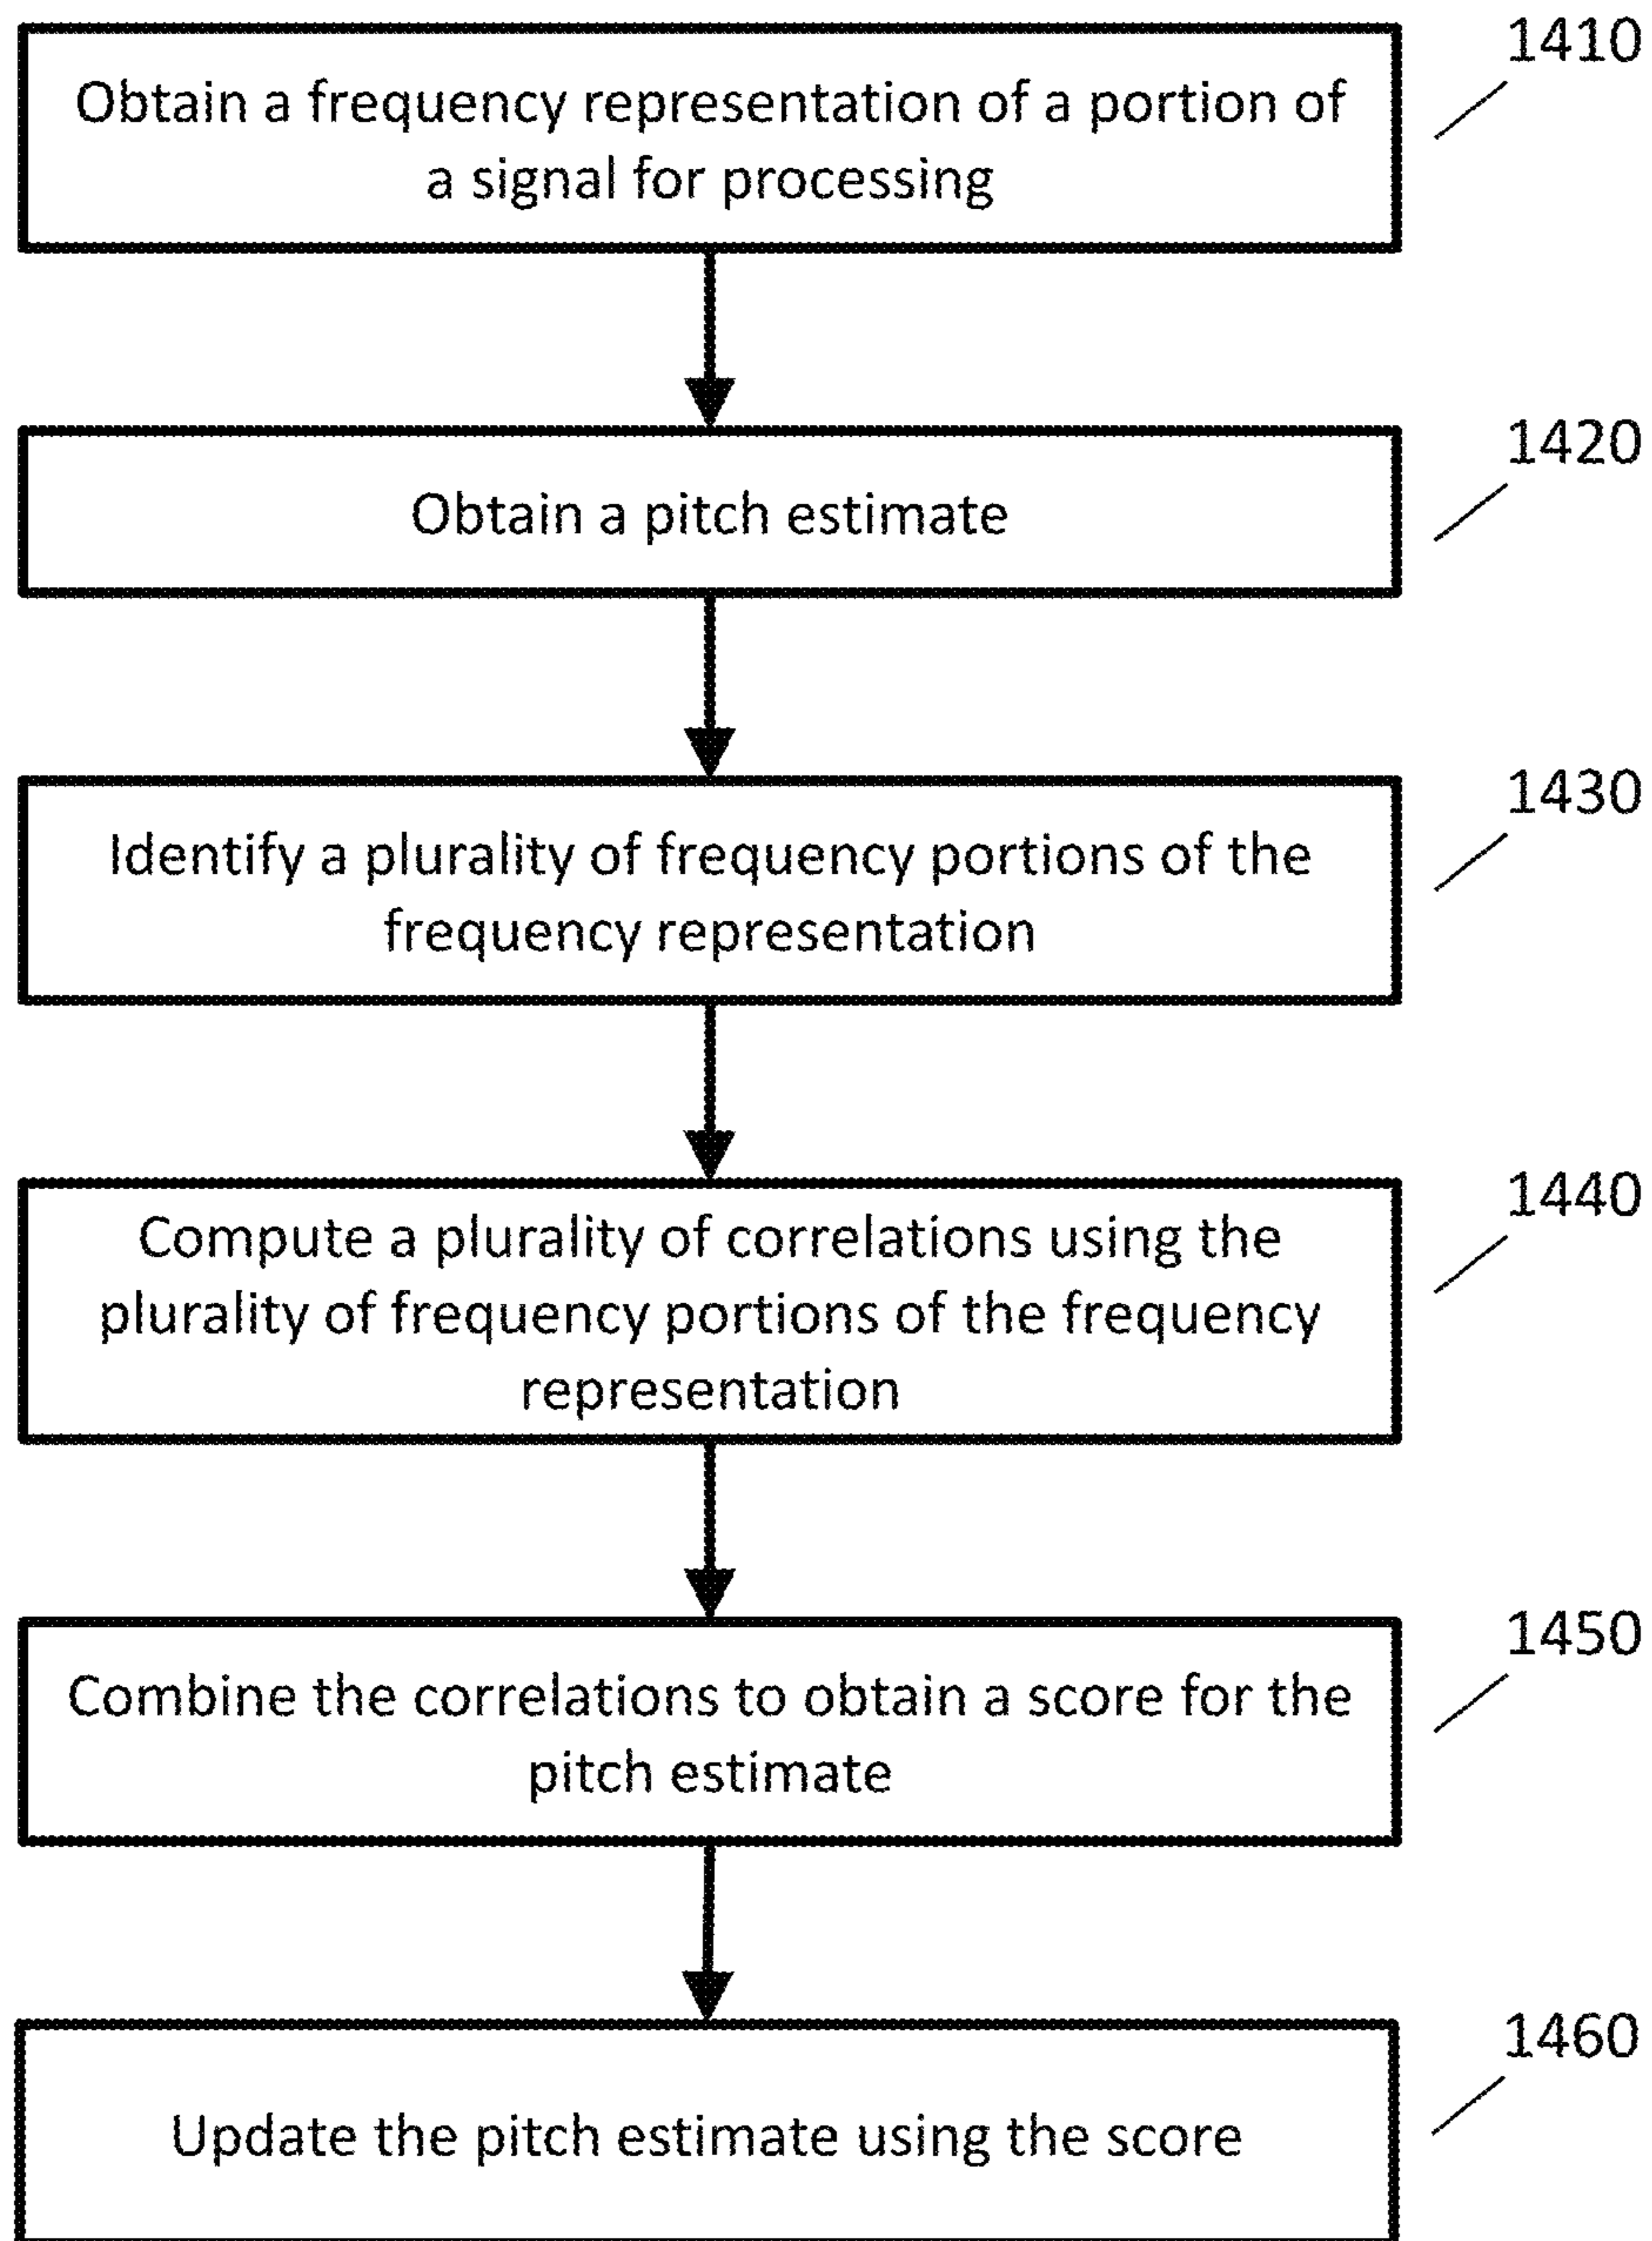 1410
Obtain a frequency representation of a portion of
a signal for processing
1420
Obtain a pitch estimate
1430
Identify a plurality of frequency portions of the
frequency representation
1440
Compute a plurality of correlations using the
plurality of frequency portions of the frequency
representation
1450
Combine the correlations to obtain a score for the
pitch estimate
1460
Update the pitch estimate using the score